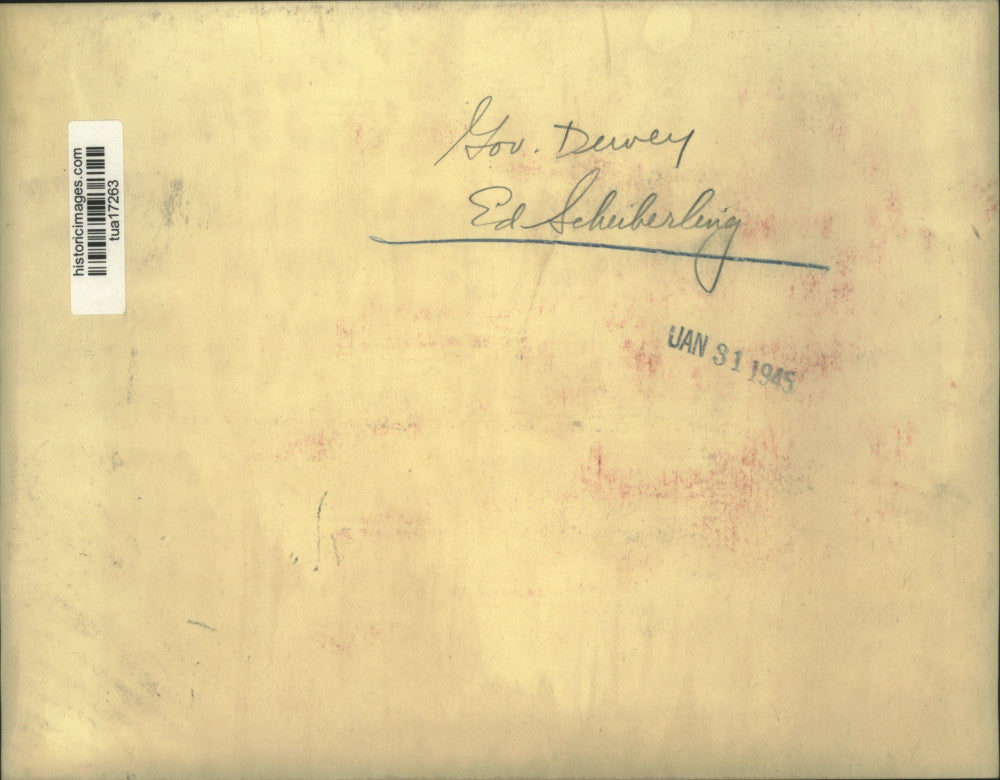 historicimages.com
tua17263
Gov. Dewey
Ed Scheiberling
JAN 31 1945